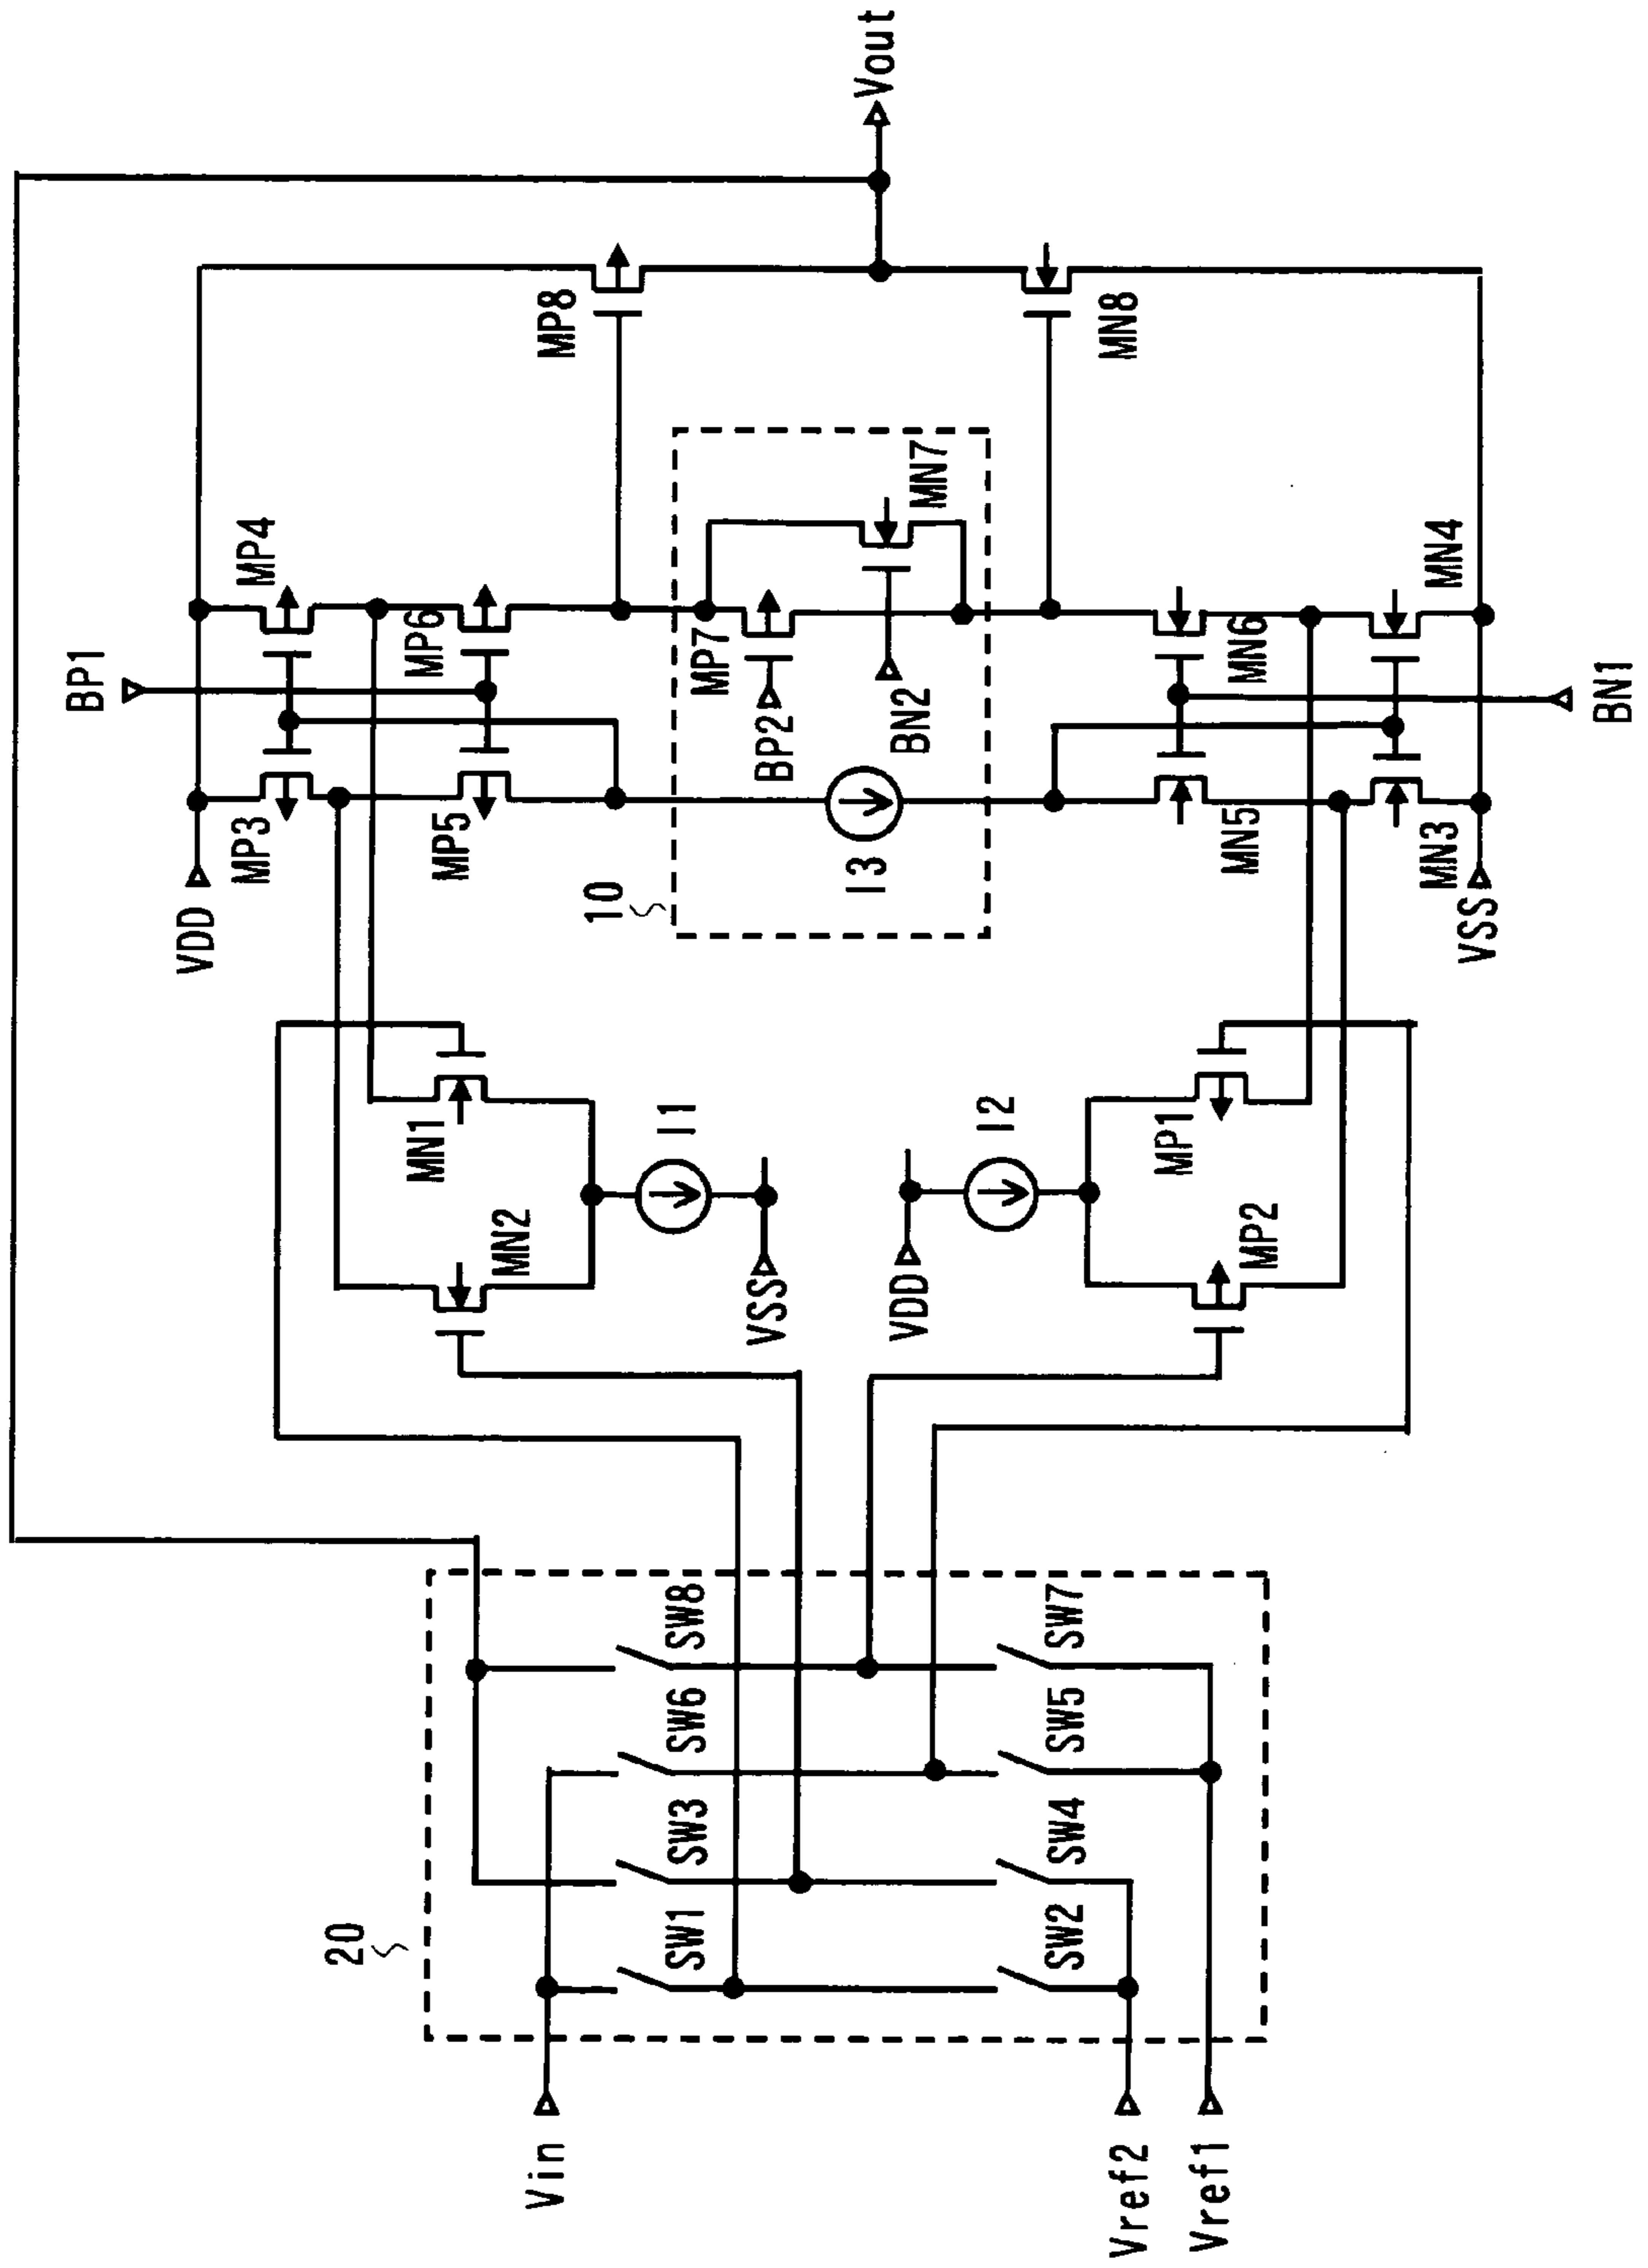 Vout
BP1
MP4
MP6
MP8
MN7
MN8
MN4
MN6
MP7
BP2
BN2
BN1
VDD
MP3
MP5
10
I3
MN5
MN3
VSS
MN1
I1
I2
MP1
MN2
VSS
VDD
MP2
SW8
SW7
SW6
SW5
SW3
SW4
SW1
SW2
20
Vin
Vref2
Vref1